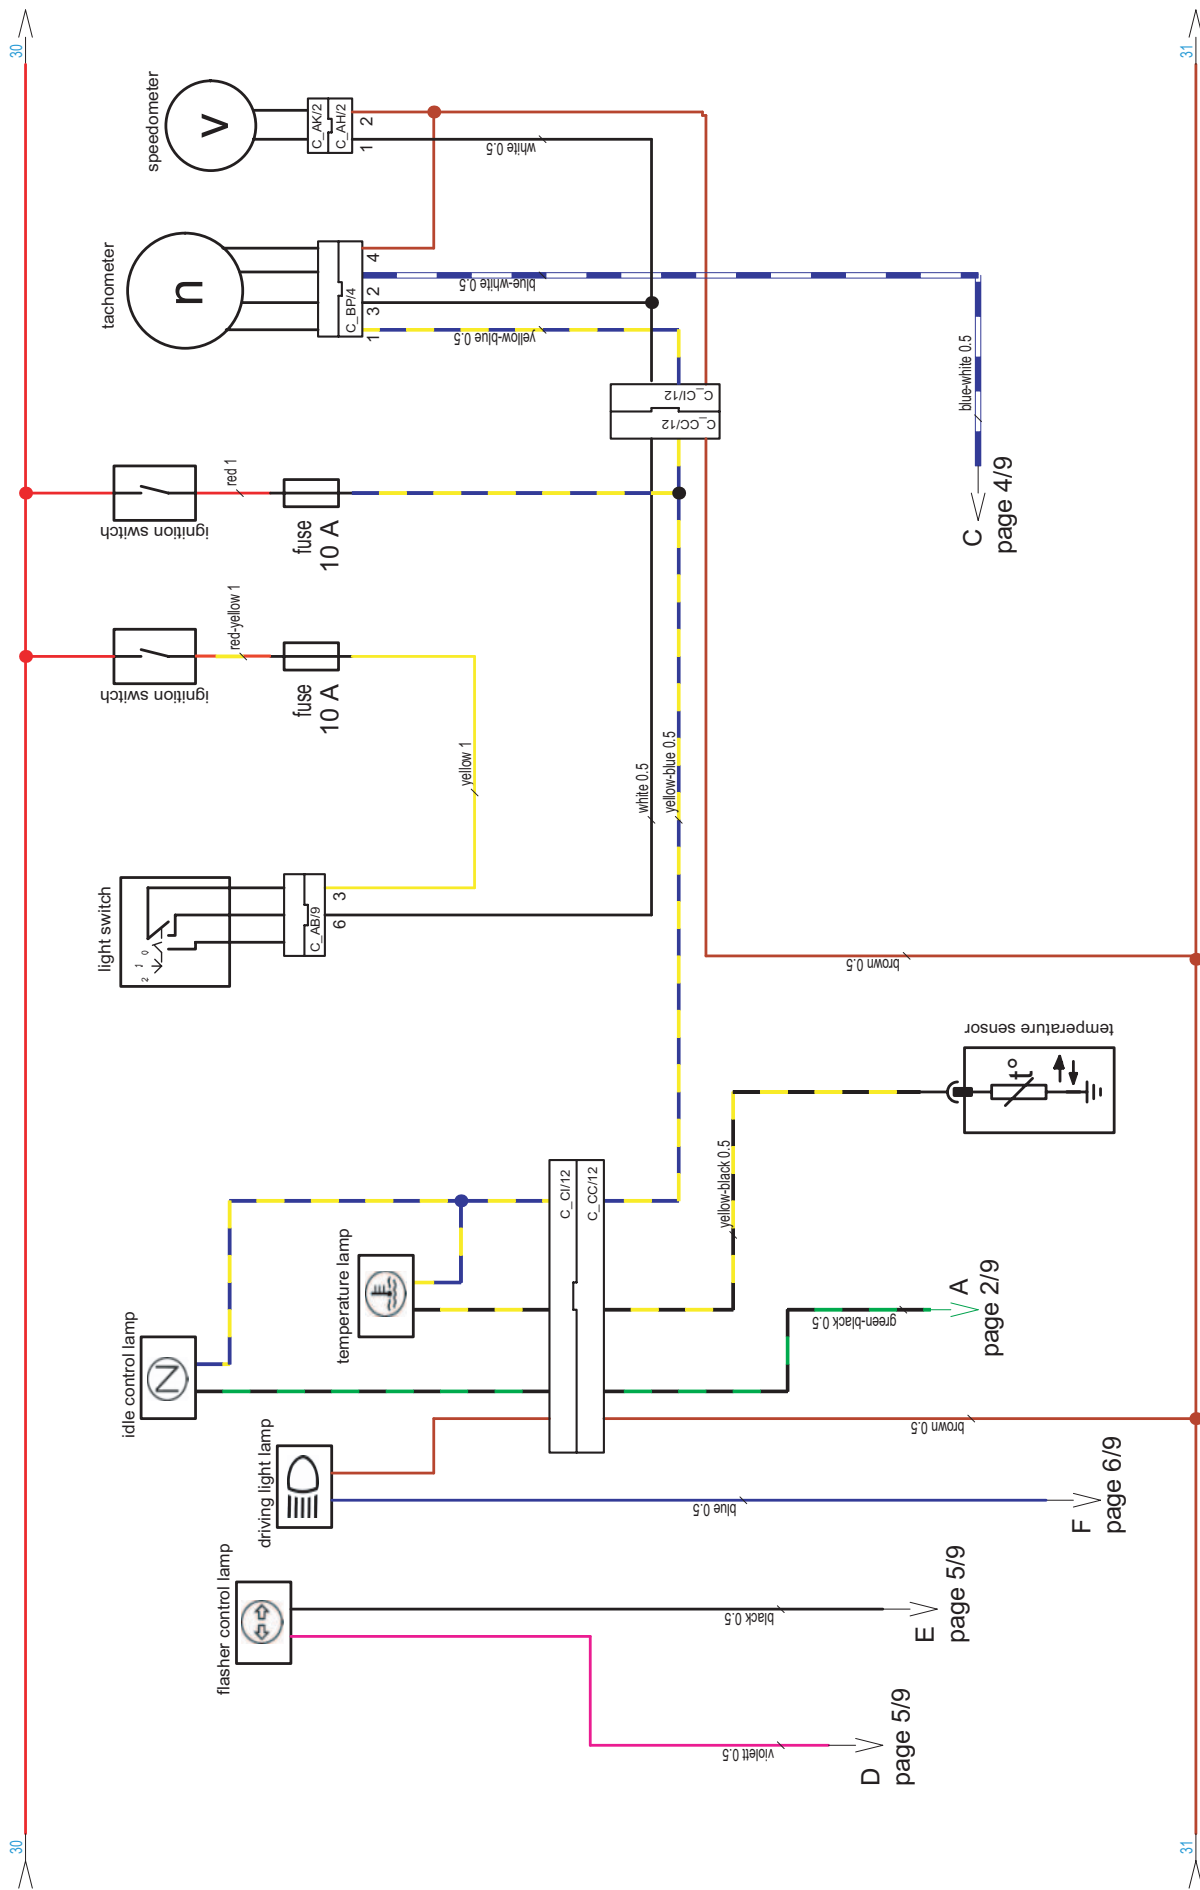 30
30
31
31
flasher control lamp
violett 0.5
D
page 5/9
black 0.5
E
page 5/9
driving light lamp
blue 0.5
F
page 6/9
brown 0.5
idle control lamp
N
green-black 0.5
A
page 2/9
temperature lamp
C_CI/12
C_CC/12
yellow-black 0.5
temperature sensor
t°
light switch
2
1
0
C_AB/9
6
3
brown 0.5
white 0.5
yellow-blue 0.5
yellow 1
ignition switch
red-yellow 1
fuse
10 A
ignition switch
red 1
fuse
10 A
C_CC/12
C_CI/12
tachometer
n
C_BP/4
1
3
2
4
yellow-blue 0.5
blue-white 0.5
blue-white 0.5
C
page 4/9
speedometer
V
C_AK/2
C_AH/2
1
2
white 0.5